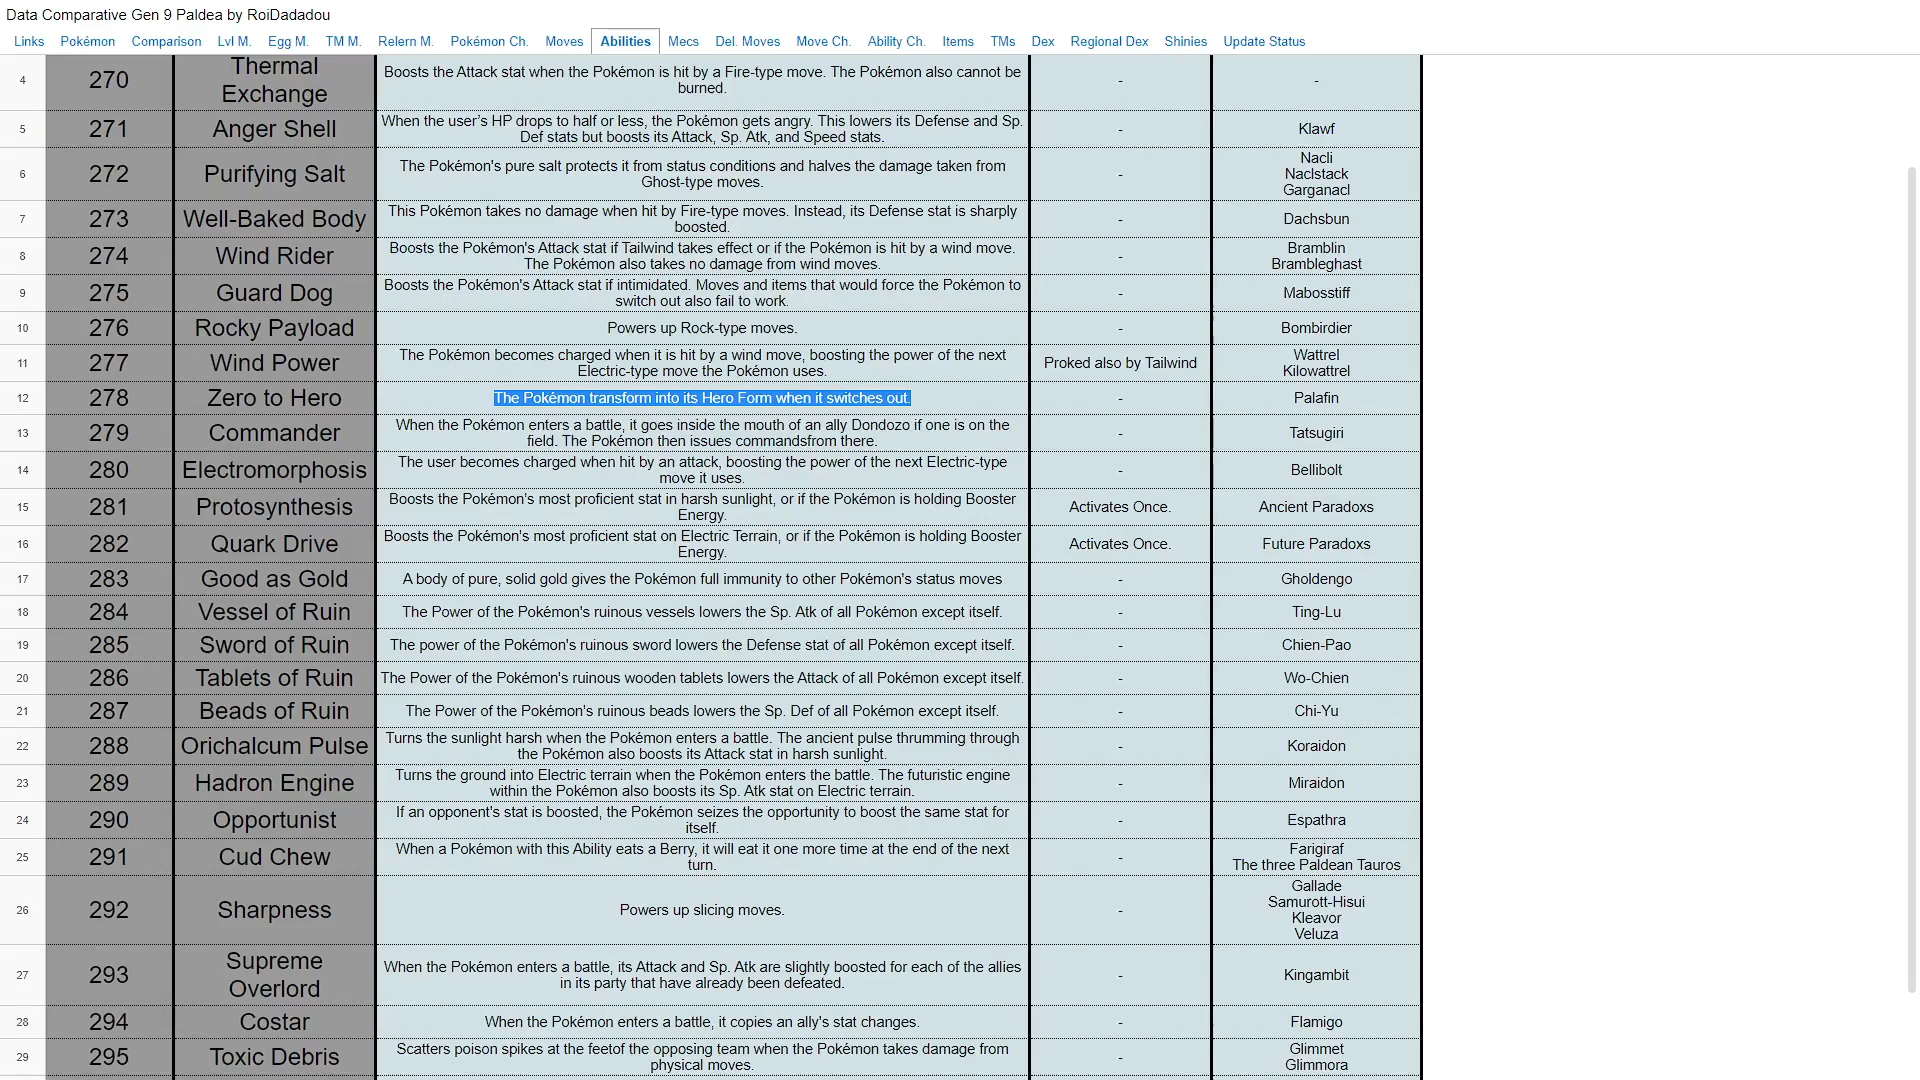 Data Comparative Gen 9 Paldea by RoiDadadou
Links Pokémon Comparison Lvl M. Egg M. TM M. Relern M. Pokémon Ch. Moves Abilities Mecs Del. Moves Move Ch. Ability Ch. Items TMs Dex Regional Dex Shinies Update Status
4 270 Thermal Exchange Boosts the Attack stat when the Pokémon is hit by a Fire-type move. The Pokémon also cannot be burned. - -
5 271 Anger Shell When the user's HP drops to half or less, the Pokémon gets angry. This lowers its Defense and Sp. Def stats but boosts its Attack, Sp. Atk, and Speed stats. - Klawf
6 272 Purifying Salt The Pokémon's pure salt protects it from status conditions and halves the damage taken from Ghost-type moves. - Nacli Naclstack Garganacl
7 273 Well-Baked Body This Pokémon takes no damage when hit by Fire-type moves. Instead, its Defense stat is sharply boosted. - Dachsbun
8 274 Wind Rider Boosts the Pokémon's Attack stat if Tailwind takes effect or if the Pokémon is hit by a wind move. The Pokémon also takes no damage from wind moves. - Bramblin Brambleghast
9 275 Guard Dog Boosts the Pokémon's Attack stat if intimidated. Moves and items that would force the Pokémon to switch out also fail to work. - Mabosstiff
10 276 Rocky Payload Powers up Rock-type moves. - Bombirdier
11 277 Wind Power The Pokémon becomes charged when it is hit by a wind move, boosting the power of the next Electric-type move the Pokémon uses. Proked also by Tailwind Wattrel Kilowattrel
12 278 Zero to Hero The Pokémon transform into its Hero Form when it switches out. - Palafin
13 279 Commander When the Pokémon enters a battle, it goes inside the mouth of an ally Dondozo if one is on the field. The Pokémon then issues commandsfrom there. - Tatsugiri
14 280 Electromorphosis The user becomes charged when hit by an attack, boosting the power of the next Electric-type move it uses. - Bellibolt
15 281 Protosynthesis Boosts the Pokémon's most proficient stat in harsh sunlight, or if the Pokémon is holding Booster Energy. Activates Once. Ancient Paradoxs
16 282 Quark Drive Boosts the Pokémon's most proficient stat on Electric Terrain, or if the Pokémon is holding Booster Energy. Activates Once. Future Paradoxs
17 283 Good as Gold A body of pure, solid gold gives the Pokémon full immunity to other Pokémon's status moves - Gholdengo
18 284 Vessel of Ruin The Power of the Pokémon's ruinous vessels lowers the Sp. Atk of all Pokémon except itself. - Ting-Lu
19 285 Sword of Ruin The power of the Pokémon's ruinous sword lowers the Defense stat of all Pokémon except itself. - Chien-Pao
20 286 Tablets of Ruin The Power of the Pokémon's ruinous wooden tablets lowers the Attack of all Pokémon except itself. - Wo-Chien
21 287 Beads of Ruin The Power of the Pokémon's ruinous beads lowers the Sp. Def of all Pokémon except itself. - Chi-Yu
22 288 Orichalcum Pulse Turns the sunlight harsh when the Pokémon enters a battle. The ancient pulse thrumming through the Pokémon also boosts its Attack stat in harsh sunlight. - Koraidon
23 289 Hadron Engine Turns the ground into Electric terrain when the Pokémon enters the battle. The futuristic engine within the Pokémon also boosts its Sp. Atk stat on Electric terrain. - Miraidon
24 290 Opportunist If an opponent's stat is boosted, the Pokémon seizes the opportunity to boost the same stat for itself. - Espathra
25 291 Cud Chew When a Pokémon with this Ability eats a Berry, it will eat it one more time at the end of the next turn. - Farigiraf The three Paldean Tauros
26 292 Sharpness Powers up slicing moves. - Gallade Samurott-Hisui Kleavor Veluza
27 293 Supreme Overlord When the Pokémon enters a battle, its Attack and Sp. Atk are slightly boosted for each of the allies in its party that have already been defeated. - Kingambit
28 294 Costar When the Pokémon enters a battle, it copies an ally's stat changes. - Flamigo
29 295 Toxic Debris Scatters poison spikes at the feetof the opposing team when the Pokémon takes damage from physical moves. - Glimmet Glimmora